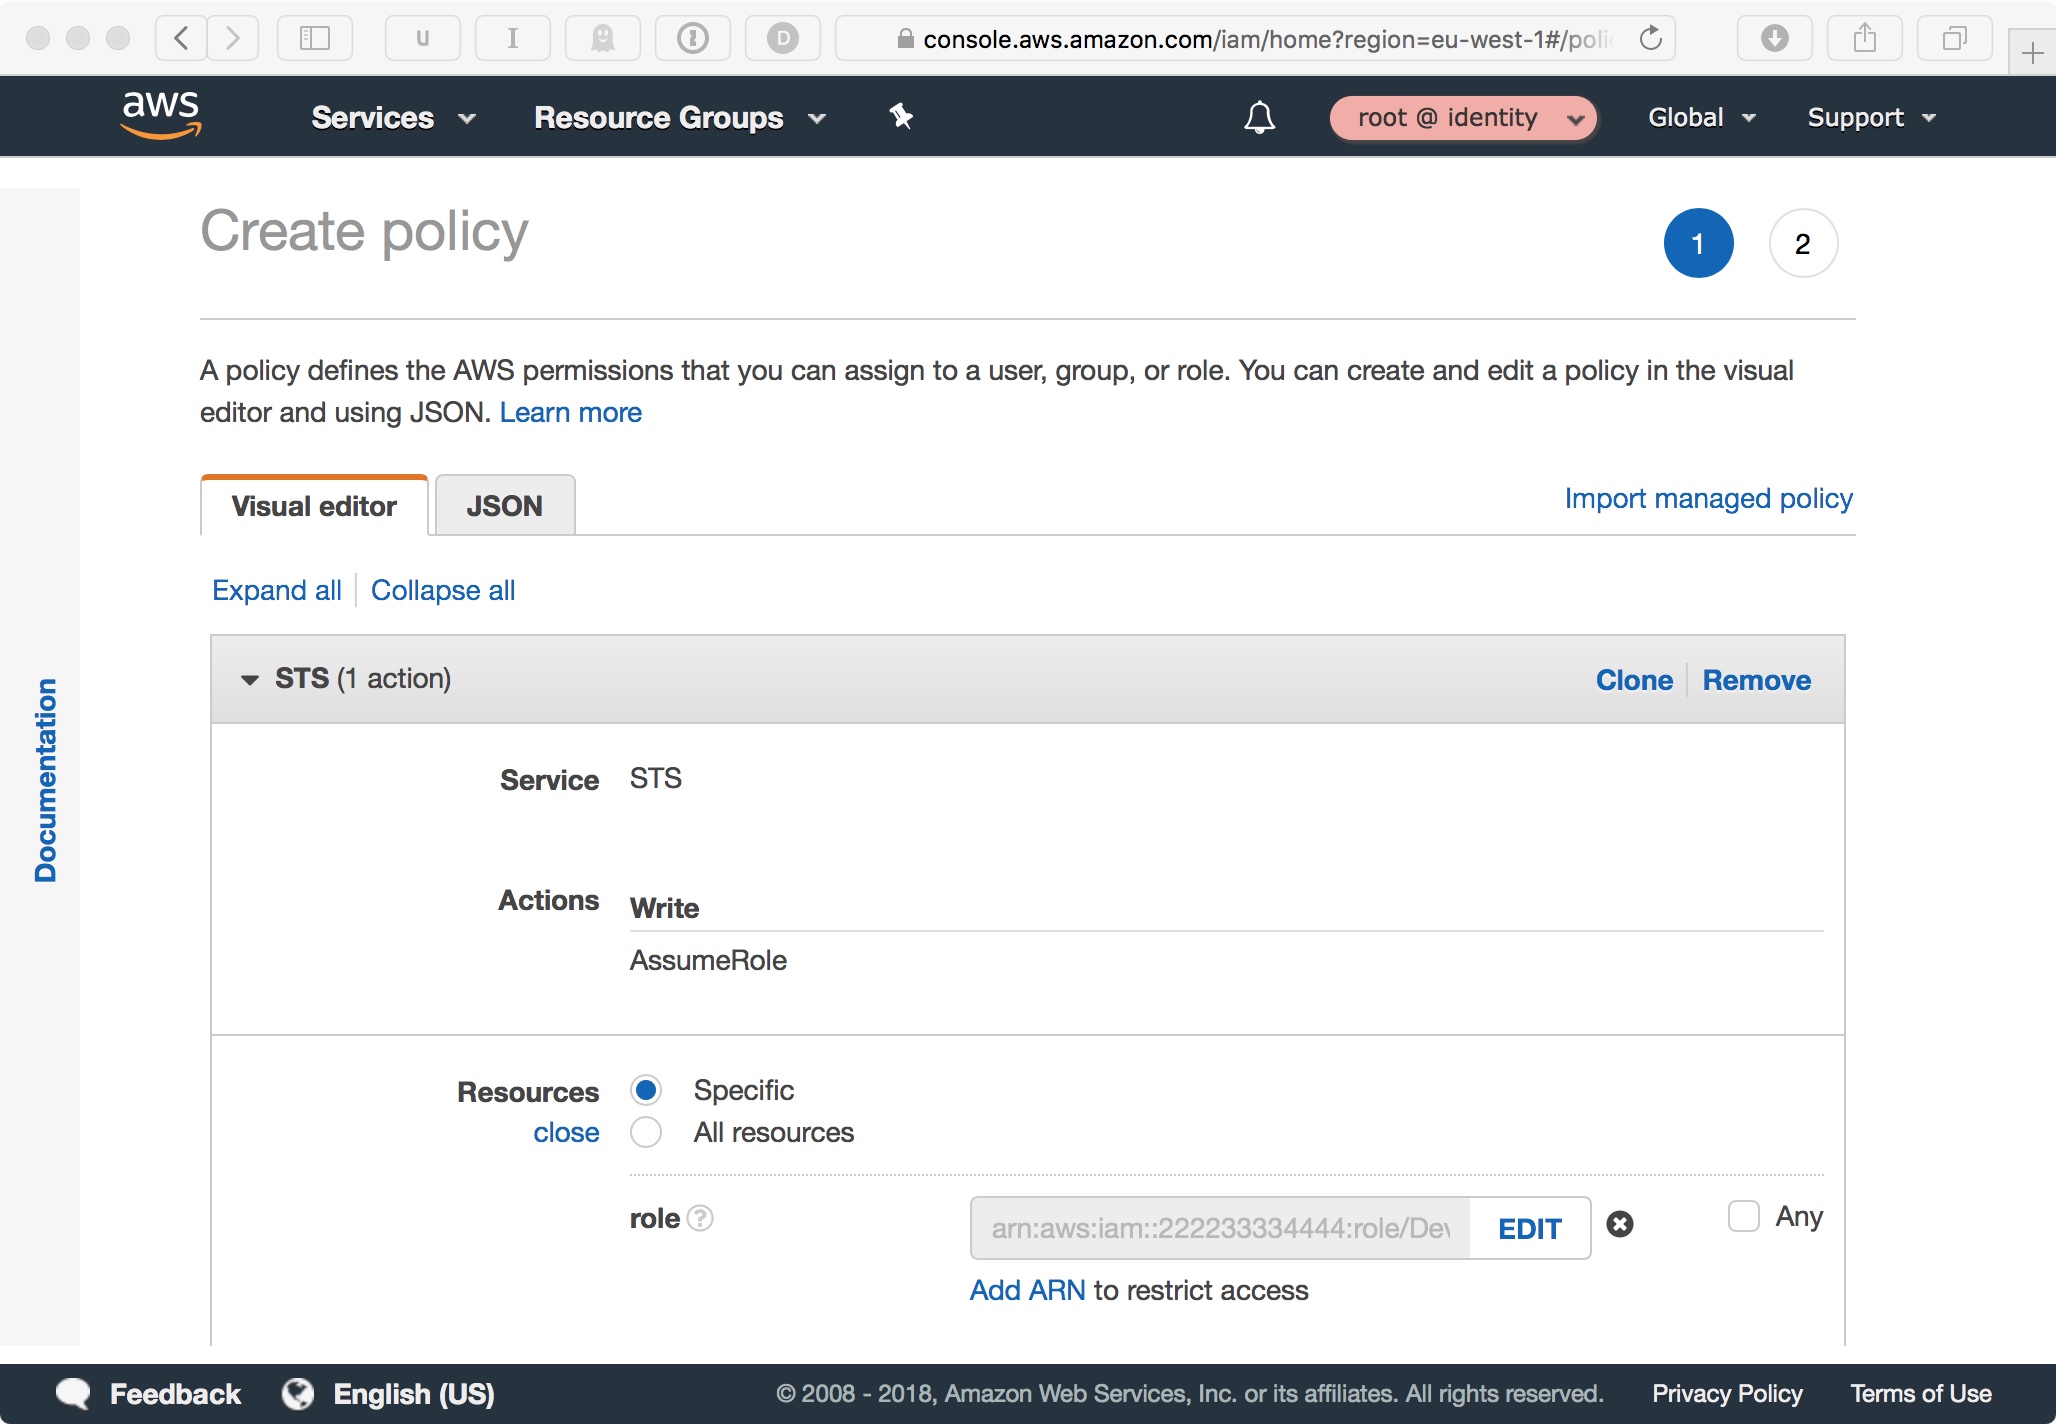 U I D console.aws.amazon.com/iam/home?region=eu-west-1#/poli
aws Services Resource Groups root @ identity Global Support
Create policy 1 2
A policy defines the AWS permissions that you can assign to a user, group, or role. You can create and edit a policy in the visual
editor and using JSON. Learn more
Visual editor JSON Import managed policy
Expand all Collapse all
STS (1 action) Clone Remove
Service STS
Documentation
Actions Write
AssumeRole
Resources Specific
close All resources
role ? arn:aws:iam::222233334444:role/Dev EDIT Any
Add ARN to restrict access
Feedback English (US) © 2008 - 2018, Amazon Web Services, Inc. or its affiliates. All rights reserved. Privacy Policy Terms of Use